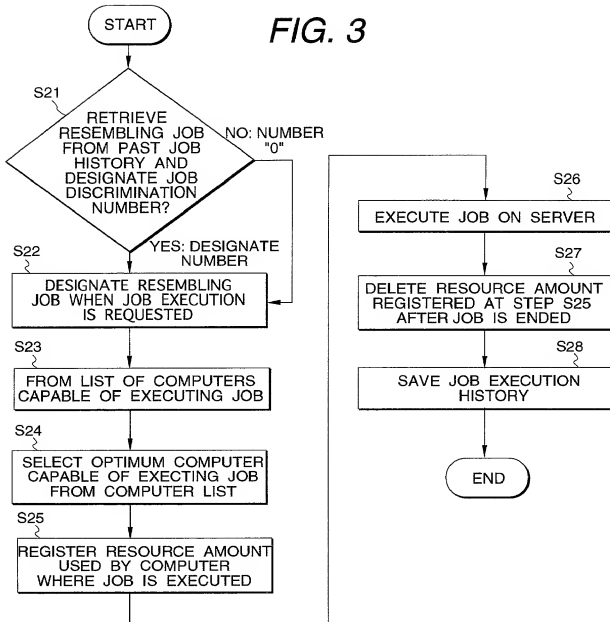 FIG. 3
START
S21
RETRIEVE
RESEMBLING JOB
FROM PAST JOB
HISTORY AND
DESIGNATE JOB
DISCRIMINATION
NUMBER?
NO: NUMBER
"0"
YES: DESIGNATE
NUMBER
S22
DESIGNATE RESEMBLING
JOB WHEN JOB EXECUTION
IS REQUESTED
S23
FROM LIST OF COMPUTERS
CAPABLE OF EXECUTING JOB
S24
SELECT OPTIMUM COMPUTER
CAPABLE OF EXECTING JOB
FROM COMPUTER LIST
S25
REGISTER RESOURCE AMOUNT
USED BY COMPUTER
WHERE JOB IS EXECUTED
S26
EXECUTE JOB ON SERVER
S27
DELETE RESOURCE AMOUNT
REGISTERED AT STEP S25
AFTER JOB IS ENDED
S28
SAVE JOB EXECUTION
HISTORY
END